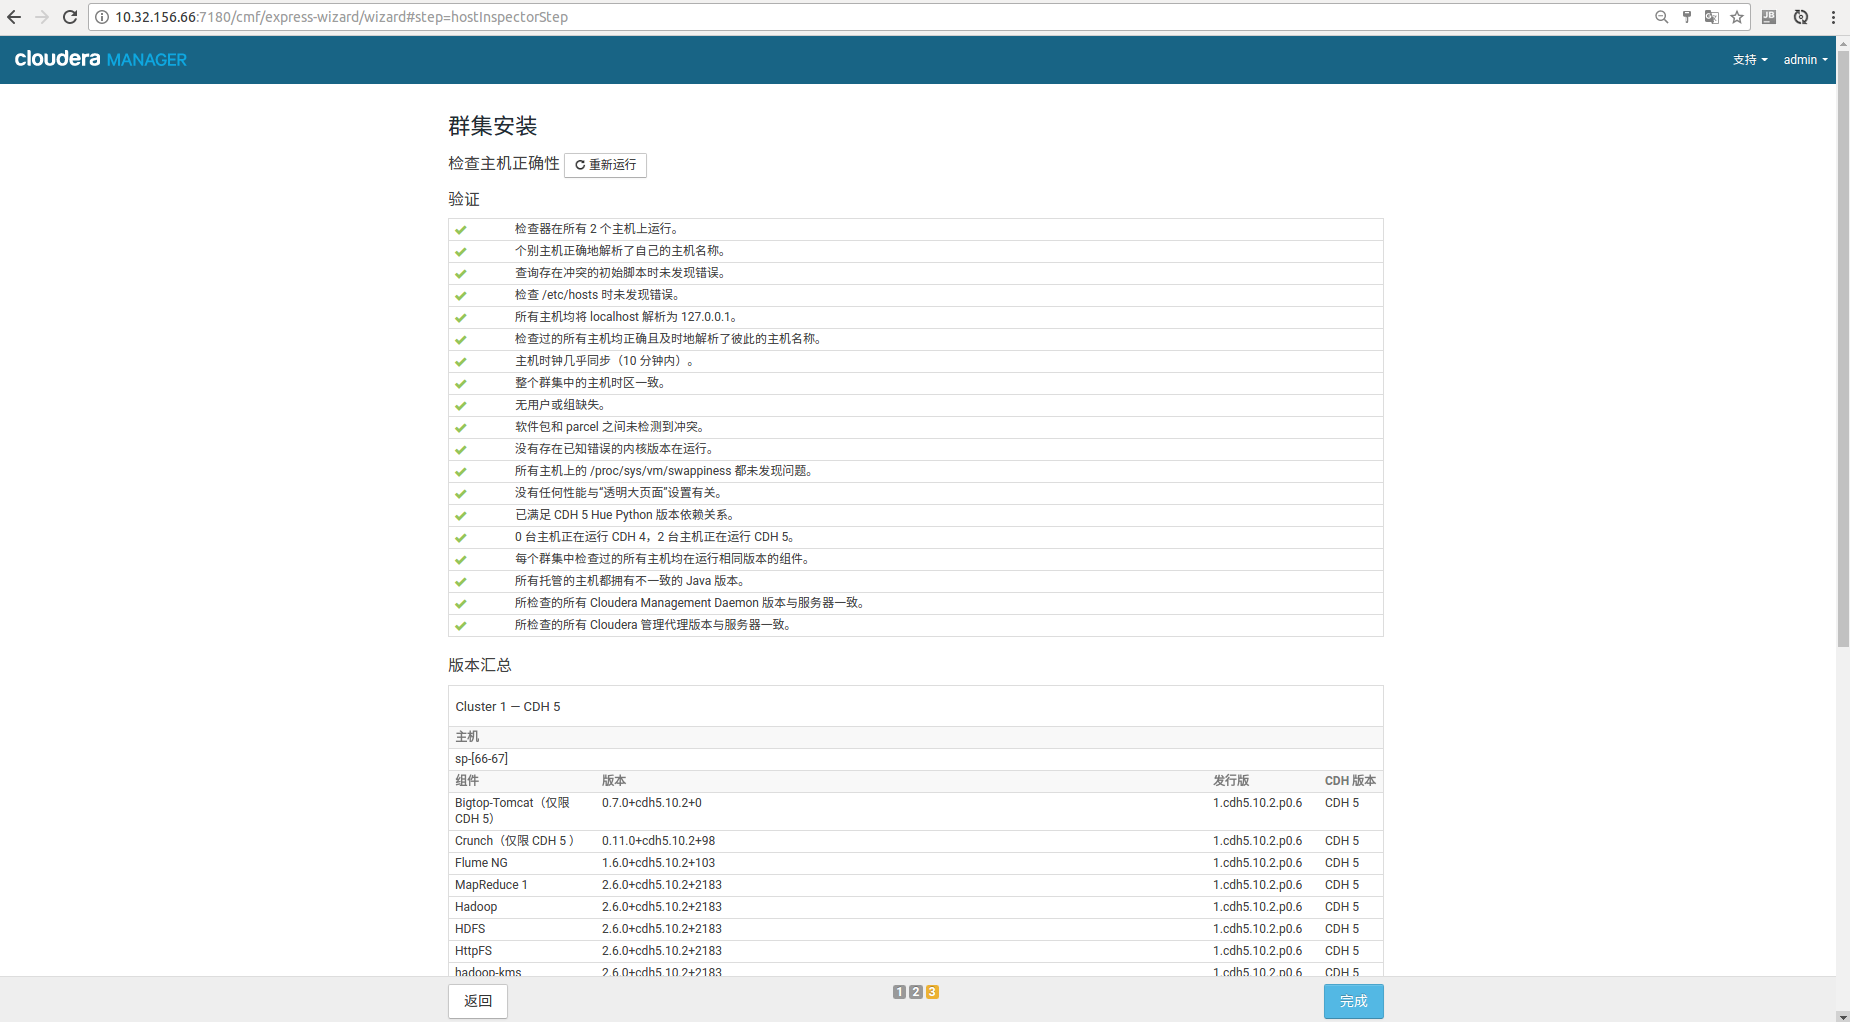 10.32.156.66:7180/cmf/express-wizard/wizard#step=hostInspectorStep
cloudera MANAGER
支持
admin
群集安装
检查主机正确性 重新运行
验证
检查器在所有 2 个主机上运行。
个别主机正确地解析了自己的主机名称。
查询存在冲突的初始脚本时未发现错误。
检查 /etc/hosts 时未发现错误。
所有主机均将 localhost 解析为 127.0.0.1。
检查过的所有主机均正确且及时地解析了彼此的主机名称。
主机时钟几乎同步（10 分钟内）。
整个群集中的主机时区一致。
无用户或组缺失。
软件包和 parcel 之间未检测到冲突。
没有存在已知错误的内核版本在运行。
所有主机上的 /proc/sys/vm/swappiness 都未发现问题。
没有任何性能与“透明大页面”设置有关。
已满足 CDH 5 Hue Python 版本依赖关系。
0 台主机正在运行 CDH 4，2 台主机正在运行 CDH 5。
每个群集中检查过的所有主机均在运行相同版本的组件。
所有托管的主机都拥有不一致的 Java 版本。
所检查的所有 Cloudera Management Daemon 版本与服务器一致。
所检查的所有 Cloudera 管理代理版本与服务器一致。
版本汇总
Cluster 1 — CDH 5
主机
sp-[66-67]
组件 版本 发行版 CDH 版本
Bigtop-Tomcat（仅限 0.7.0+cdh5.10.2+0 1.cdh5.10.2.p0.6 CDH 5
CDH 5）
Crunch（仅限 CDH 5 ） 0.11.0+cdh5.10.2+98 1.cdh5.10.2.p0.6 CDH 5
Flume NG 1.6.0+cdh5.10.2+103 1.cdh5.10.2.p0.6 CDH 5
MapReduce 1 2.6.0+cdh5.10.2+2183 1.cdh5.10.2.p0.6 CDH 5
Hadoop 2.6.0+cdh5.10.2+2183 1.cdh5.10.2.p0.6 CDH 5
HDFS 2.6.0+cdh5.10.2+2183 1.cdh5.10.2.p0.6 CDH 5
HttpFS 2.6.0+cdh5.10.2+2183 1.cdh5.10.2.p0.6 CDH 5
hadoop-kms 2.6.0+cdh5.10.2+2183 1.cdh5.10.2.p0.6 CDH 5
返回 1 2 3 完成